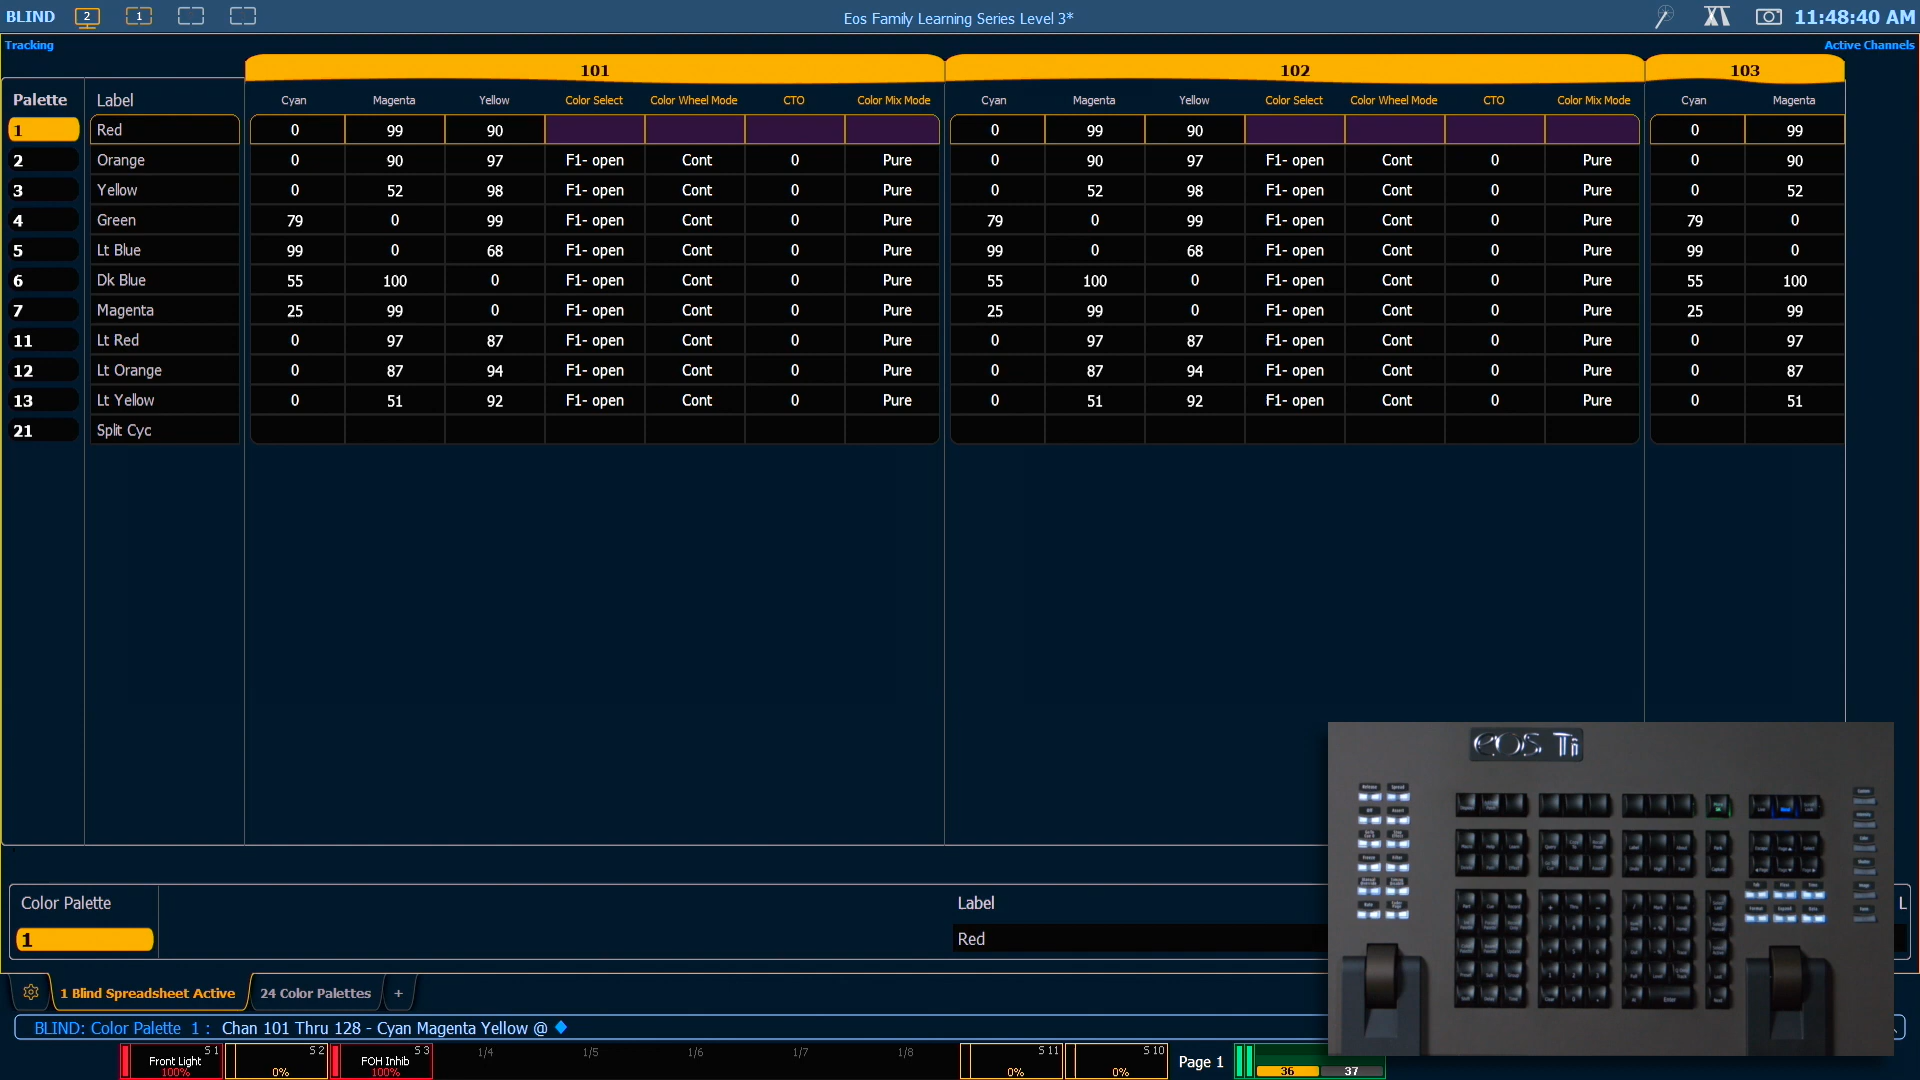 BLIND 2 1 Eos Family Learning Series Level 3* 11:48:40 AM
Tracking Active Channels
101 102 103
Palette Label Cyan Magenta Yellow Color Select Color Wheel Mode CTO Color Mix Mode Cyan Magenta Yellow Color Select Color Wheel Mode CTO Color Mix Mode Cyan Magenta
1 Red 0 99 90 0 99 90 0 99
2 Orange 0 90 97 F1- open Cont 0 Pure 0 90 97 F1- open Cont 0 Pure 0 90
3 Yellow 0 52 98 F1- open Cont 0 Pure 0 52 98 F1- open Cont 0 Pure 0 52
4 Green 79 0 99 F1- open Cont 0 Pure 79 0 99 F1- open Cont 0 Pure 79 0
5 Lt Blue 99 0 68 F1- open Cont 0 Pure 99 0 68 F1- open Cont 0 Pure 99 0
6 Dk Blue 55 100 0 F1- open Cont 0 Pure 55 100 0 F1- open Cont 0 Pure 55 100
7 Magenta 25 99 0 F1- open Cont 0 Pure 25 99 0 F1- open Cont 0 Pure 25 99
11 Lt Red 0 97 87 F1- open Cont 0 Pure 0 97 87 F1- open Cont 0 Pure 0 97
12 Lt Orange 0 87 94 F1- open Cont 0 Pure 0 87 94 F1- open Cont 0 Pure 0 87
13 Lt Yellow 0 51 92 F1- open Cont 0 Pure 0 51 92 F1- open Cont 0 Pure 0 51
21 Split Cyc
eos Ti
Color Palette Label L
1 Red
1 Blind Spreadsheet Active 24 Color Palettes +
BLIND: Color Palette 1 : Chan 101 Thru 128 - Cyan Magenta Yellow @
S 1 S 2 S 3 1/4 1/5 1/6 1/7 1/8 S 11 S 10
Front Light FOH Inhib Page 1
100% 0% 100% 0% 0% 36 37